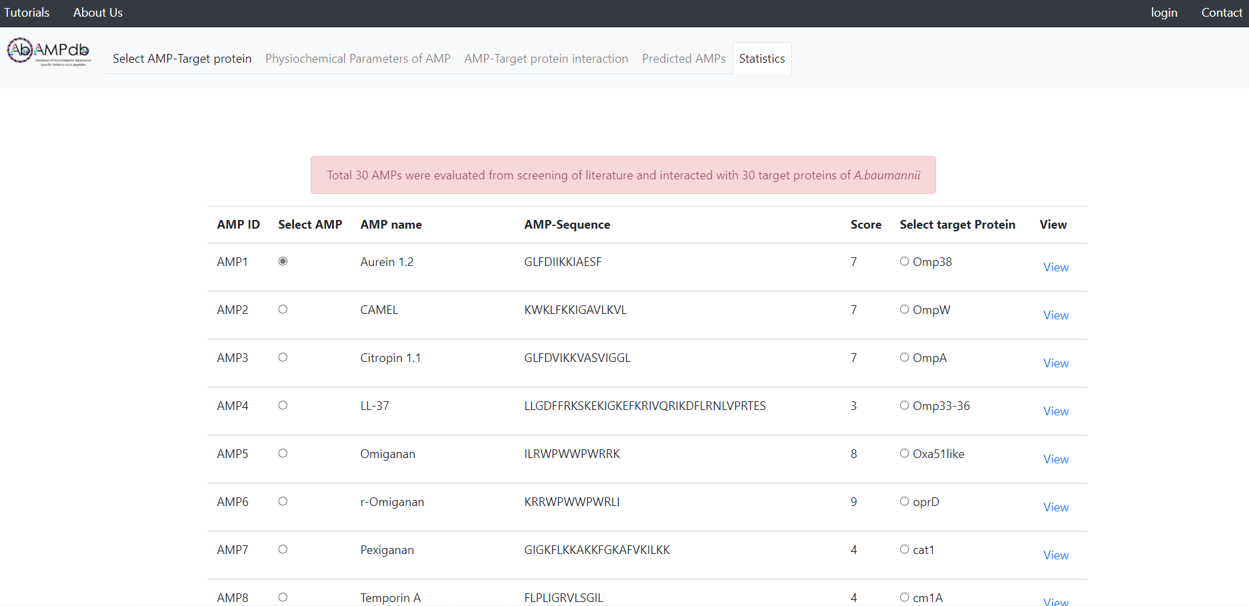 Tutorials About Us login Contact
AbAMPdb
Select AMP-Target protein Physiochemical Parameters of AMP AMP-Target protein interaction Predicted AMPs Statistics
Total 30 AMPs were evaluated from screening of literature and interacted with 30 target proteins of A.baumannii
AMP ID Select AMP AMP name AMP-Sequence Score Select target Protein View
AMP1 Aurein 1.2 GLFDIIKKIAESF 7 Omp38 View
AMP2 CAMEL KWKLFKKIGAVLKVL 7 OmpW View
AMP3 Citropin 1.1 GLFDVIKKVASVIGGL 7 OmpA View
AMP4 LL-37 LLGDFFRKSKEKIGKEFKRIVQRIKDFLRNLVPRTES 3 Omp33-36 View
AMP5 Omiganan ILRWPWWPWRRK 8 Oxa51like View
AMP6 r-Omiganan KRRWPWWPWRLI 9 oprD View
AMP7 Pexiganan GIGKFLKKAKKFGKAFVKILKK 4 cat1 View
AMP8 Temporin A FLPLIGRVLSGIL 4 cm1A View